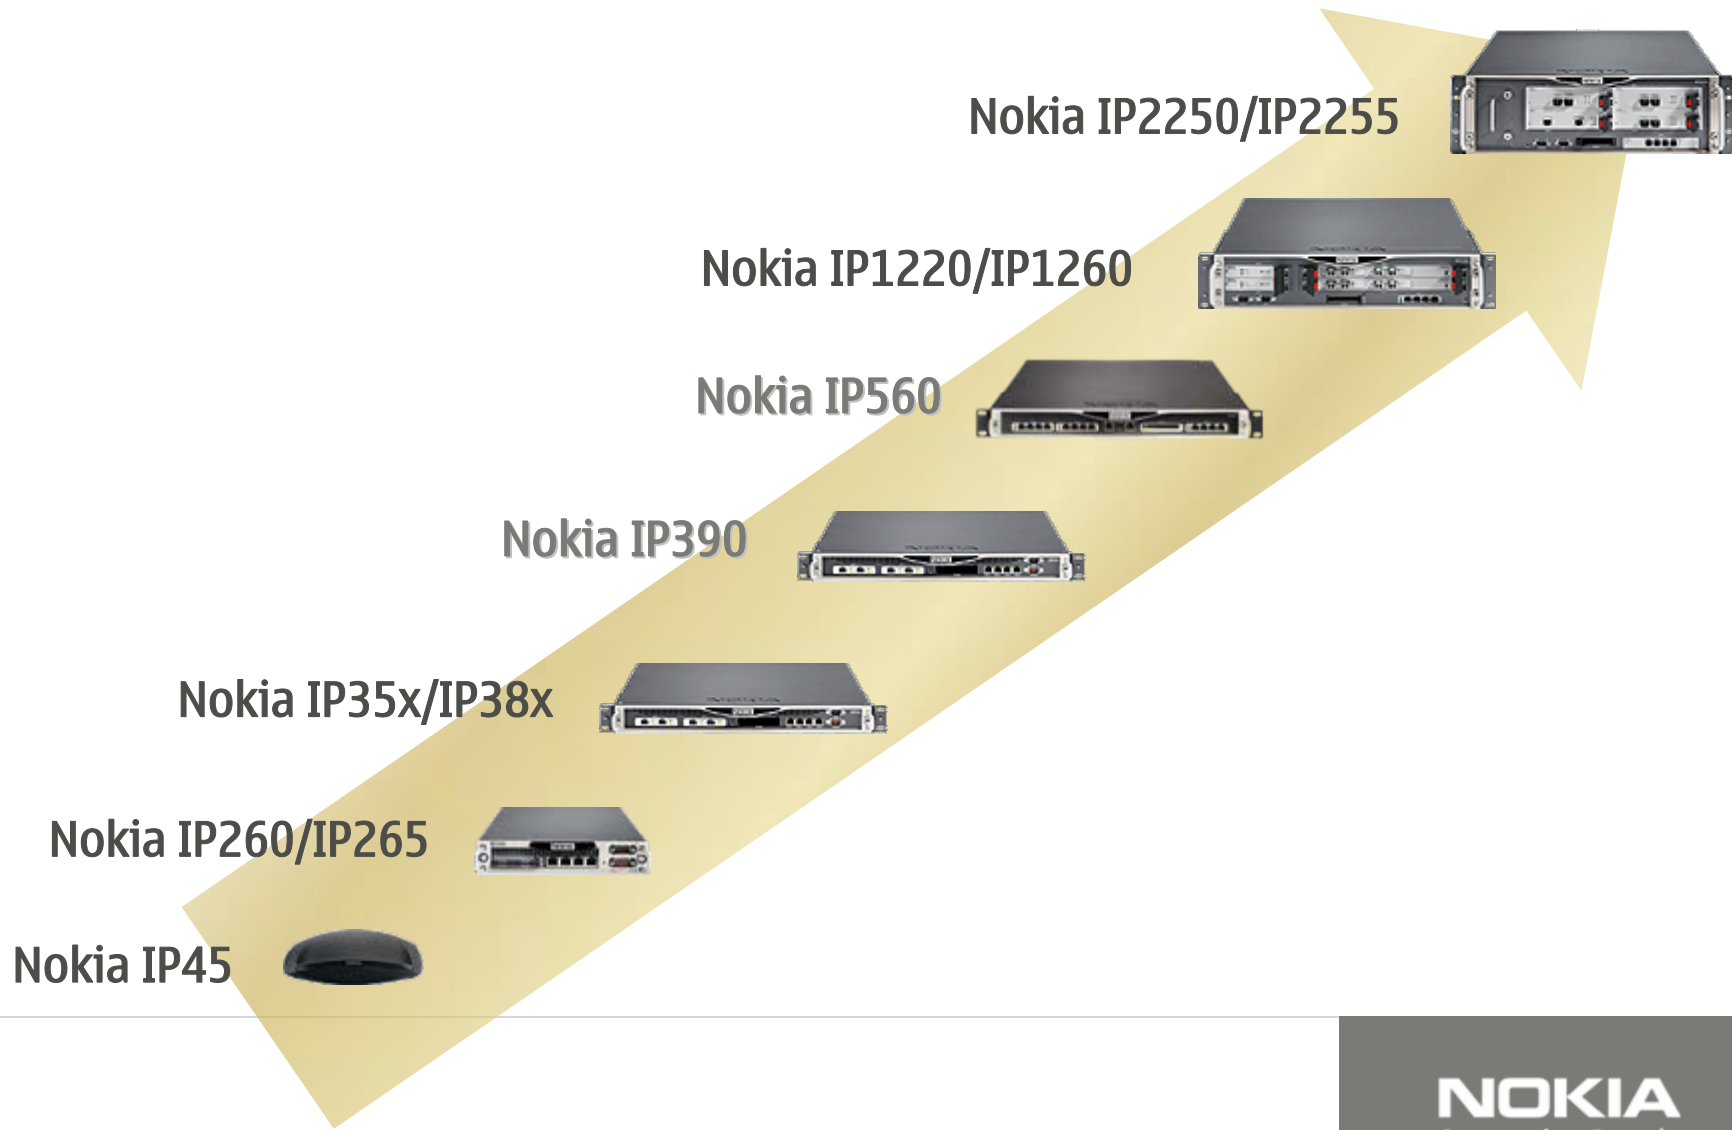 Nokia IP2250/IP2255
Nokia IP1220/IP1260
Nokia IP560
Nokia IP390
Nokia IP35x/IP38x
Nokia IP260/IP265
Nokia IP45
NOKIA